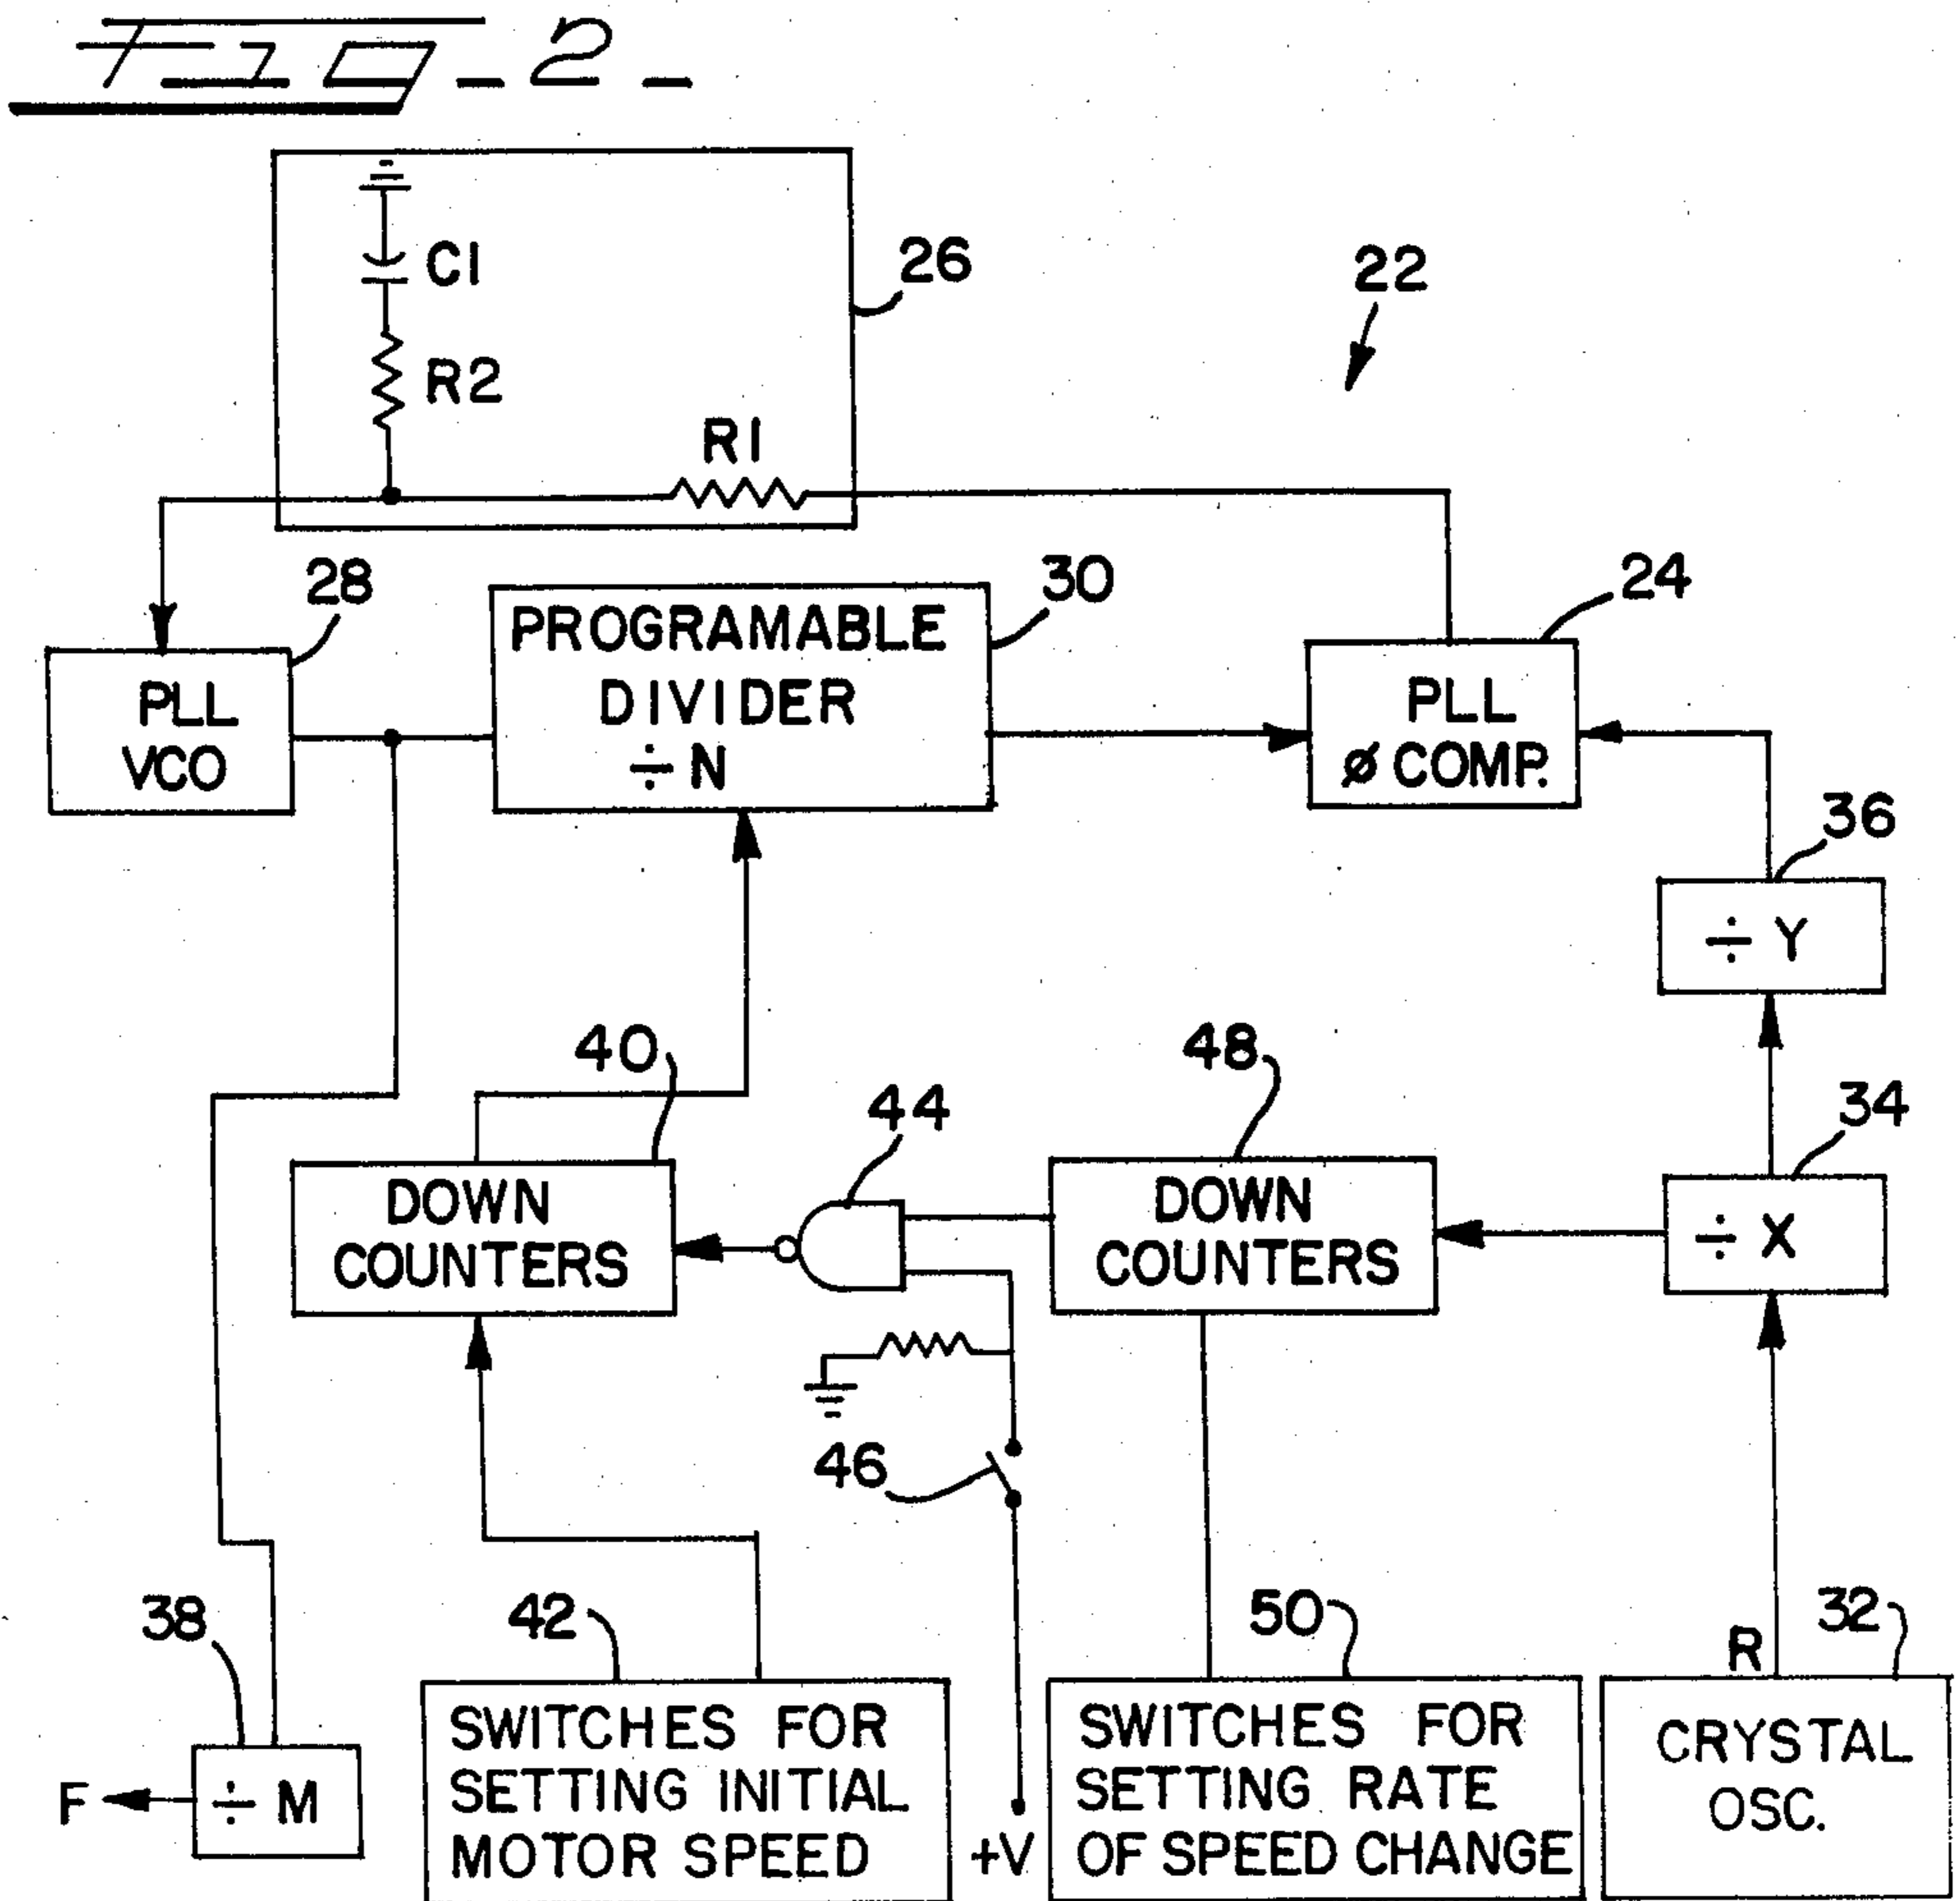 FIG_2_
C1
26
22
R2
R1
28
30
24
PROGRAMABLE
DIVIDER
÷ N
PLL
VCO
PLL
ø COMP.
36
÷ Y
40
48
44
34
DOWN
COUNTERS
DOWN
COUNTERS
÷ X
46
38
42
50
32
R
SWITCHES FOR
SETTING INITIAL
MOTOR SPEED
SWITCHES FOR
SETTING RATE
OF SPEED CHANGE
CRYSTAL
OSC.
F
÷ M
+V